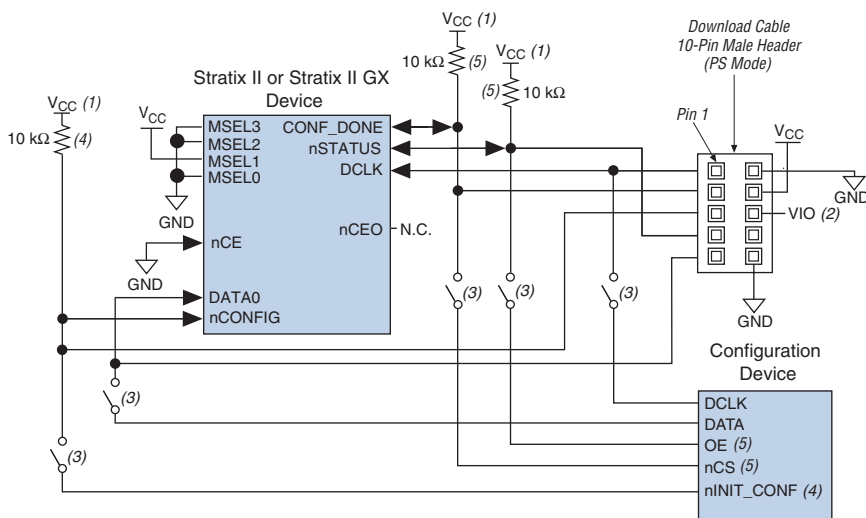 VCC (1)
10 kΩ
(5)
VCC (1)
(5)
10 kΩ
Download Cable
10-Pin Male Header
(PS Mode)
Pin 1
VCC
Stratix II or Stratix II GX
Device
VCC (1)
10 kΩ
(4)
VCC
MSEL3
MSEL2
MSEL1
MSEL0
CONF_DONE
nSTATUS
DCLK
GND
GND
VIO (2)
nCE
nCEO
N.C.
GND
DATA0
nCONFIG
(3)
(3)
(3)
GND
Configuration
Device
(3)
(3)
DCLK
DATA
OE (5)
nCS (5)
nINIT_CONF (4)